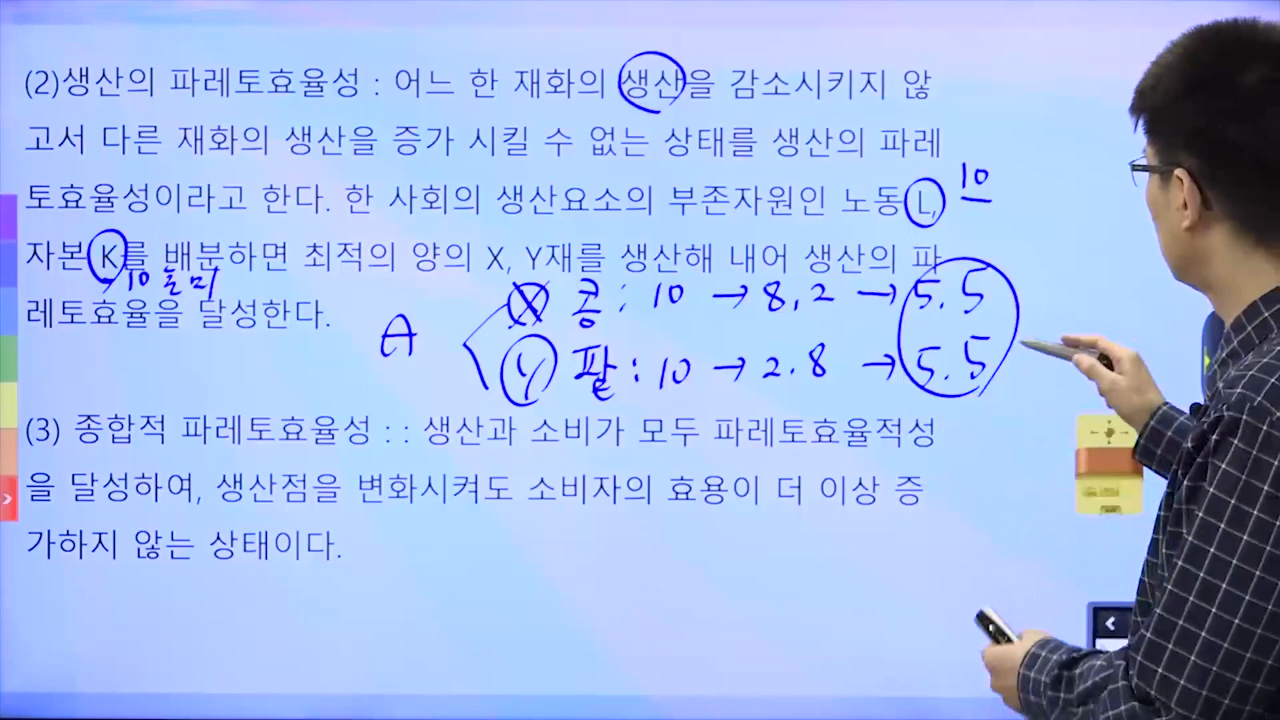 (2)생산의 파레토효율성 : 어느 한 재화의 생산을 감소시키지 않
고서 다른 재화의 생산을 증가 시킬 수 없는 상태를 생산의 파레
토효율성이라고 한다. 한 사회의 생산요소의 부존자원인 노동L,
10
자본K를 배분하면 최적의 양의 X, Y재를 생산해 내어 생산의 파
10
레토효율을 달성한다.
A
X 콩 : 10 → 8, 2 → 5, 5
Y 팥 : 10 → 2, 8 → 5, 5
(3) 종합적 파레토효율성 : : 생산과 소비가 모두 파레토효율적성
을 달성하여, 생산점을 변화시켜도 소비자의 효용이 더 이상 증
가하지 않는 상태이다.